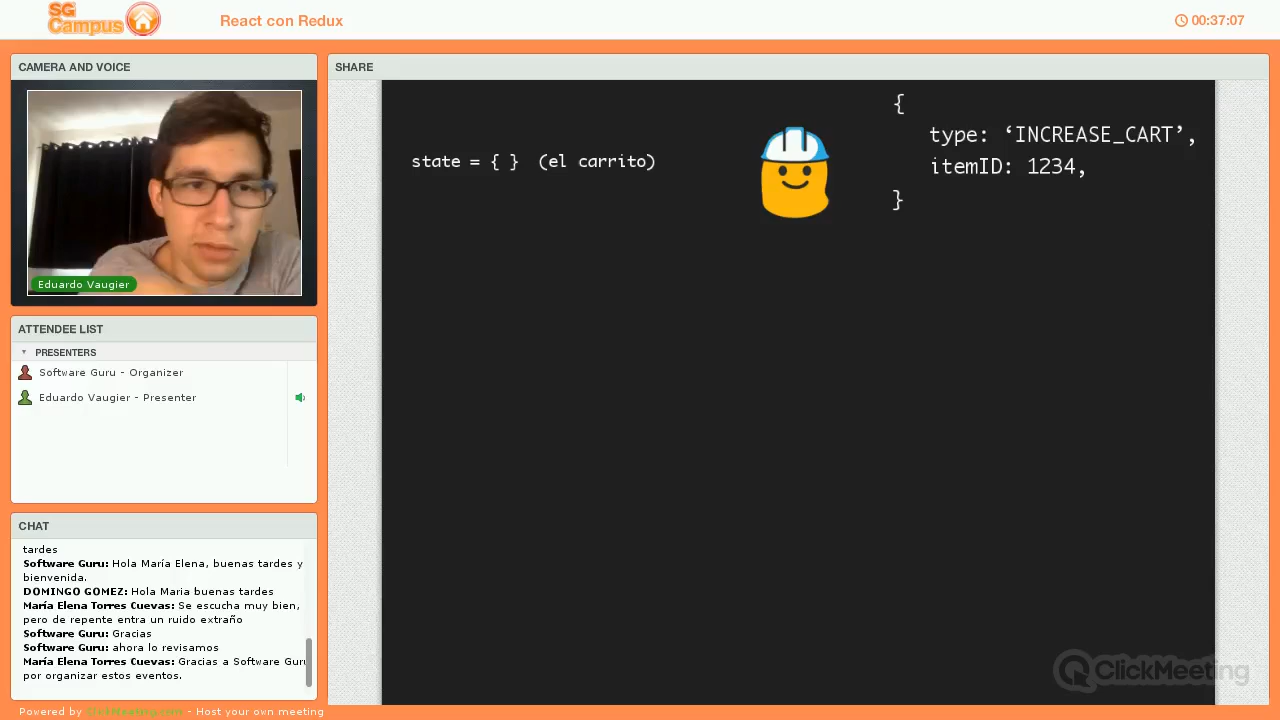 SG
Campus
React con Redux
00:37:07
CAMERA AND VOICE
Eduardo Vaugier
ATTENDEE LIST
PRESENTERS
Software Guru - Organizer
Eduardo Vaugier - Presenter
CHAT
tardes
Software Guru: Hola María Elena, buenas tardes y
bienvenida.
DOMINGO GOMEZ: Hola Maria buenas tardes
María Elena Torres Cuevas: Se escucha muy bien,
pero de repente entra un ruido extraño
Software Guru: Gracias
Software Guru: ahora lo revisamos
María Elena Torres Cuevas: Gracias a Software Guru
por organizar estos eventos.
Powered by ClickMeeting.com - Host your own meeting
SHARE
state = { } (el carrito)
{
type: ‘INCREASE_CART’,
itemID: 1234,
}
ClickMeeting